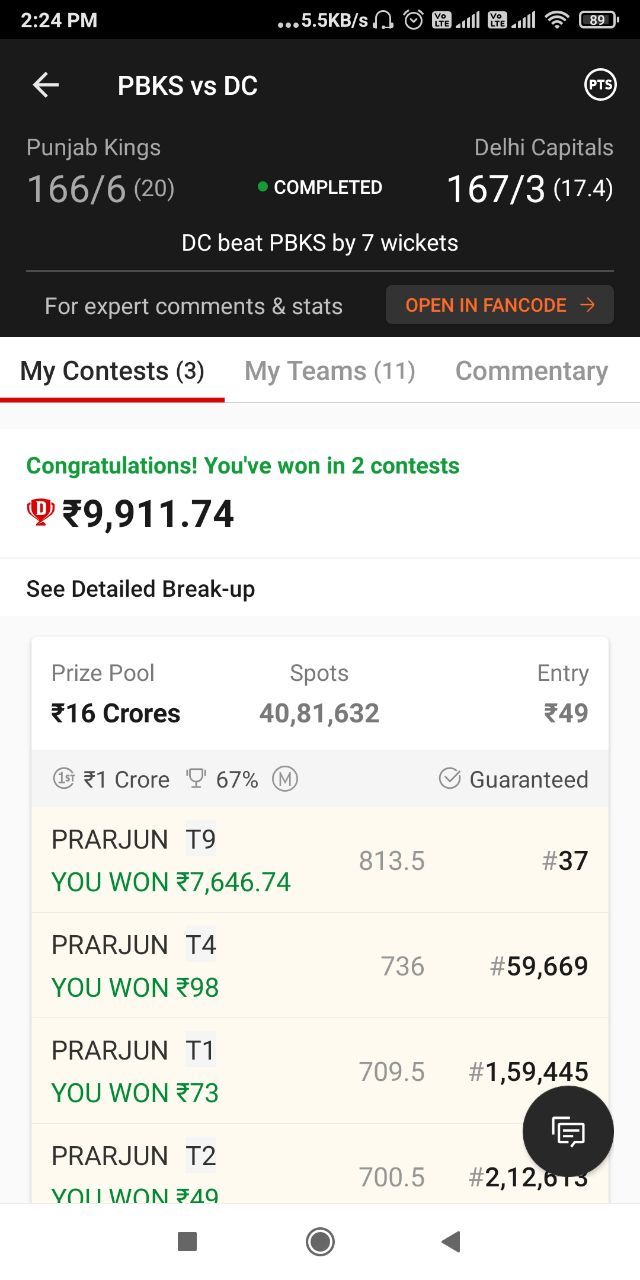 2:24 PM ...5.5KB/s Vo LTE Vo LTE 89
PBKS vs DC PTS
Punjab Kings Delhi Capitals
166/6 (20) COMPLETED 167/3 (17.4)
DC beat PBKS by 7 wickets
For expert comments & stats OPEN IN FANCODE →
My Contests (3) My Teams (11) Commentary
Congratulations! You've won in 2 contests
D ₹9,911.74
See Detailed Break-up
Prize Pool Spots Entry
₹16 Crores 40,81,632 ₹49
1ST ₹1 Crore 67% M Guaranteed
PRARJUN T9
813.5 #37
YOU WON ₹7,646.74
PRARJUN T4
736 #59,669
YOU WON ₹98
PRARJUN T1
709.5 #1,59,445
YOU WON ₹73
PRARJUN T2
700.5 #2,12,613
YOU WON ₹49